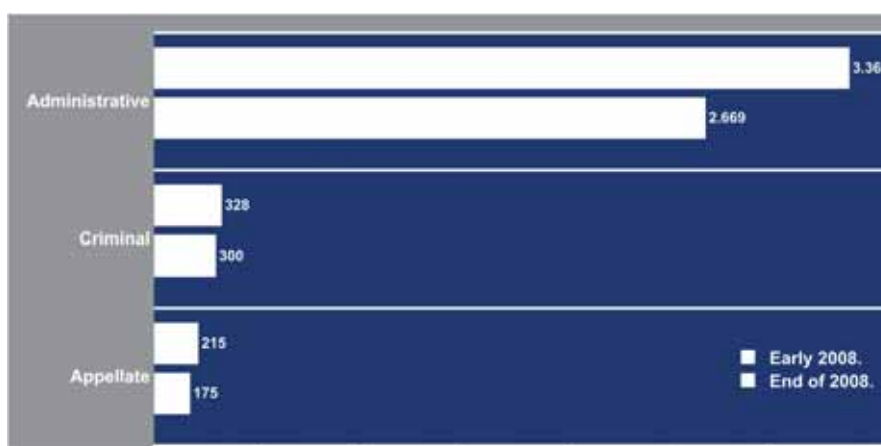 3.36
Administrative
2.669
328
Criminal
300
215
Early 2008.
Appellate
End of 2008.
175